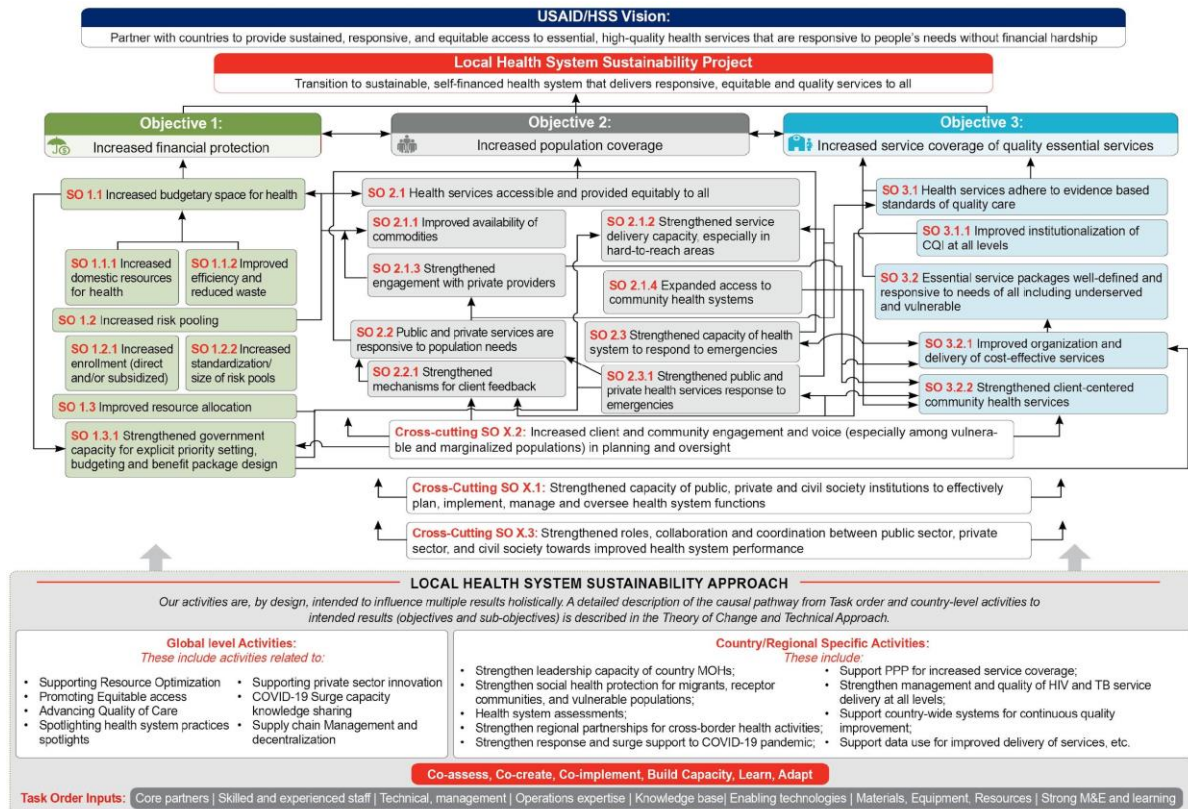 USAID/HSS Vision:
Partner with countries to provide sustained, responsive, and equitable access to essential, high-quality health services that are responsive to people's needs without financial hardship
Local Health System Sustainability Project
Transition to sustainable, self-financed health system that delivers responsive, equitable and quality services to all
Objective 1:
Increased financial protection
Objective 2:
Increased population coverage
Objective 3:
Increased service coverage of quality essential services
SO 1.1 Increased budgetary space for health
SO 1.1.1 Increased
domestic resources
for health
SO 1.1.2 Improved
efficiency and
reduced waste
SO 1.2 Increased risk pooling
SO 1.2.1 Increased
enrollment (direct
and/or subsidized)
SO 1.2.2 Increased
standardization/
size of risk pools
SO 1.3 Improved resource allocation
SO 1.3.1 Strengthened government
capacity for explicit priority setting,
budgeting and benefit package design
SO 2.1 Health services accessible and provided equitably to all
SO 2.1.1 Improved availability of
commodities
SO 2.1.2 Strengthened service
delivery capacity, especially in
hard-to-reach areas
SO 2.1.3 Strengthened
engagement with private providers
SO 2.1.4 Expanded access to
community health systems
SO 2.2 Public and private services are
responsive to population needs
SO 2.3 Strengthened capacity of health
system to respond to emergencies
SO 2.2.1 Strengthened
mechanisms for client feedback
SO 2.3.1 Strengthened public and
private health services response to
emergencies
SO 3.1 Health services adhere to evidence based
standards of quality care
SO 3.1.1 Improved institutionalization of
CQI at all levels
SO 3.2 Essential service packages well-defined and
responsive to needs of all including underserved
and vulnerable
SO 3.2.1 Improved organization and
delivery of cost-effective services
SO 3.2.2 Strengthened client-centered
community health services
Cross-cutting SO X.2: Increased client and community engagement and voice (especially among vulnera-
ble and marginalized populations) in planning and oversight
Cross-Cutting SO X.1: Strengthened capacity of public, private and civil society institutions to effectively
plan, implement, manage and oversee health system functions
Cross-Cutting SO X.3: Strengthened roles, collaboration and coordination between public sector, private
sector, and civil society towards improved health system performance
LOCAL HEALTH SYSTEM SUSTAINABILITY APPROACH
Our activities are, by design, intended to influence multiple results holistically. A detailed description of the causal pathway from Task order and country-level activities to
intended results (objectives and sub-objectives) is described in the Theory of Change and Technical Approach.
Global level Activities:
These include activities related to:
• Supporting Resource Optimization
• Promoting Equitable access
• Advancing Quality of Care
• Spotlighting health system practices
spotlights
• Supporting private sector innovation
• COVID-19 Surge capacity
knowledge sharing
• Supply chain Management and
decentralization
Country/Regional Specific Activities:
These include:
• Strengthen leadership capacity of country MOHs;
• Strengthen social health protection for migrants, receptor
communities, and vulnerable populations;
• Health system assessments;
• Strengthen regional partnerships for cross-border health activities;
• Strengthen response and surge support to COVID-19 pandemic;
• Support PPP for increased service coverage;
• Strengthen management and quality of HIV and TB service
delivery at all levels;
• Support country-wide systems for continuous quality
improvement;
• Support data use for improved delivery of services, etc.
Co-assess, Co-create, Co-implement, Build Capacity, Learn, Adapt
Task Order Inputs: Core partners | Skilled and experienced staff | Technical, management | Operations expertise | Knowledge base| Enabling technologies | Materials, Equipment, Resources | Strong M&E and learning